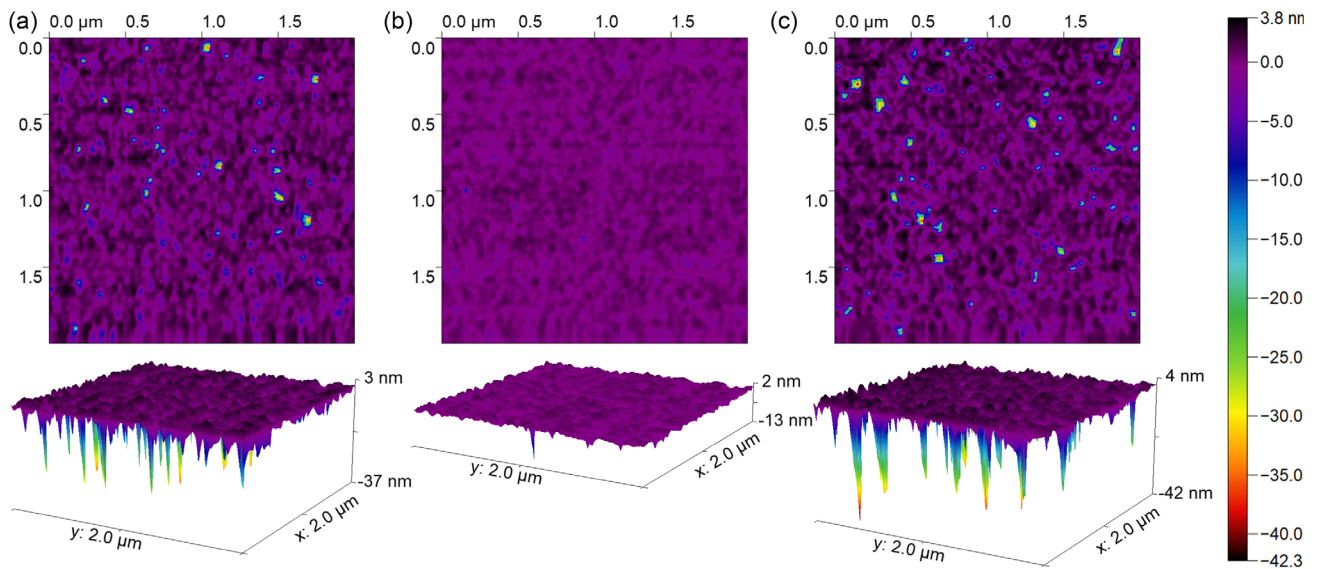 (a) 0.0 µm 0.5 1.0 1.5
0.0
0.5
1.0
1.5
3 nm
-37 nm
x: 2.0 µm
y: 2.0 µm
(b) 0.0 µm 0.5 1.0 1.5
0.0
0.5
1.0
1.5
2 nm
-13 nm
x: 2.0 µm
y: 2.0 µm
(c) 0.0 µm 0.5 1.0 1.5
0.0
0.5
1.0
1.5
4 nm
-42 nm
x: 2.0 µm
y: 2.0 µm
3.8 nm
0.0
−5.0
−10.0
−15.0
−20.0
−25.0
−30.0
−35.0
−40.0
−42.3